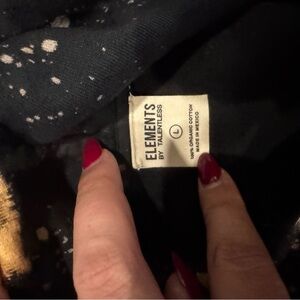 ELEMENTS
BY TALENTLESS
L
100% ORGANIC COTTON
MADE IN MEXICO